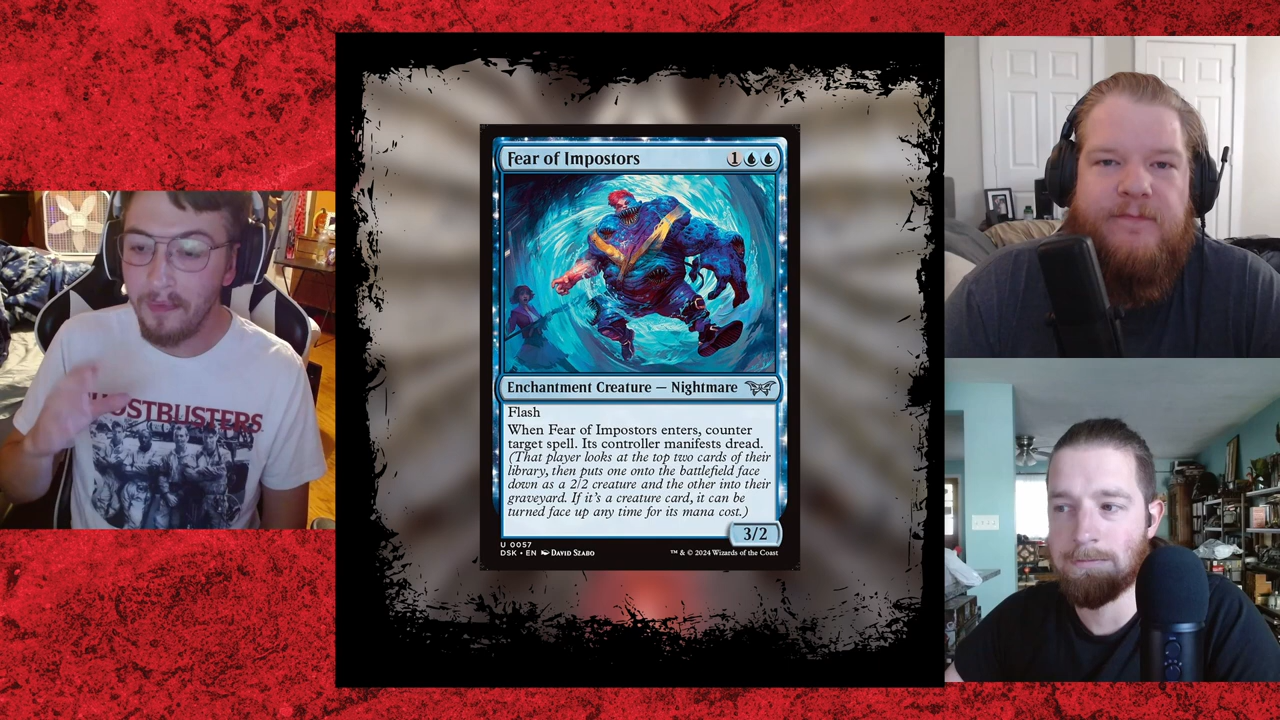 Fear of Impostors
1
Enchantment Creature — Nightmare
Flash
When Fear of Impostors enters, counter
target spell. Its controller manifests dread.
(That player looks at the top two cards of their
library, then puts one onto the battlefield face
down as a 2/2 creature and the other into their
graveyard. If it's a creature card, it can be
turned face up any time for its mana cost.)
3/2
U 0057
DSK • EN David Szabo
™ & © 2024 Wizards of the Coast
GHOSTBUSTERS